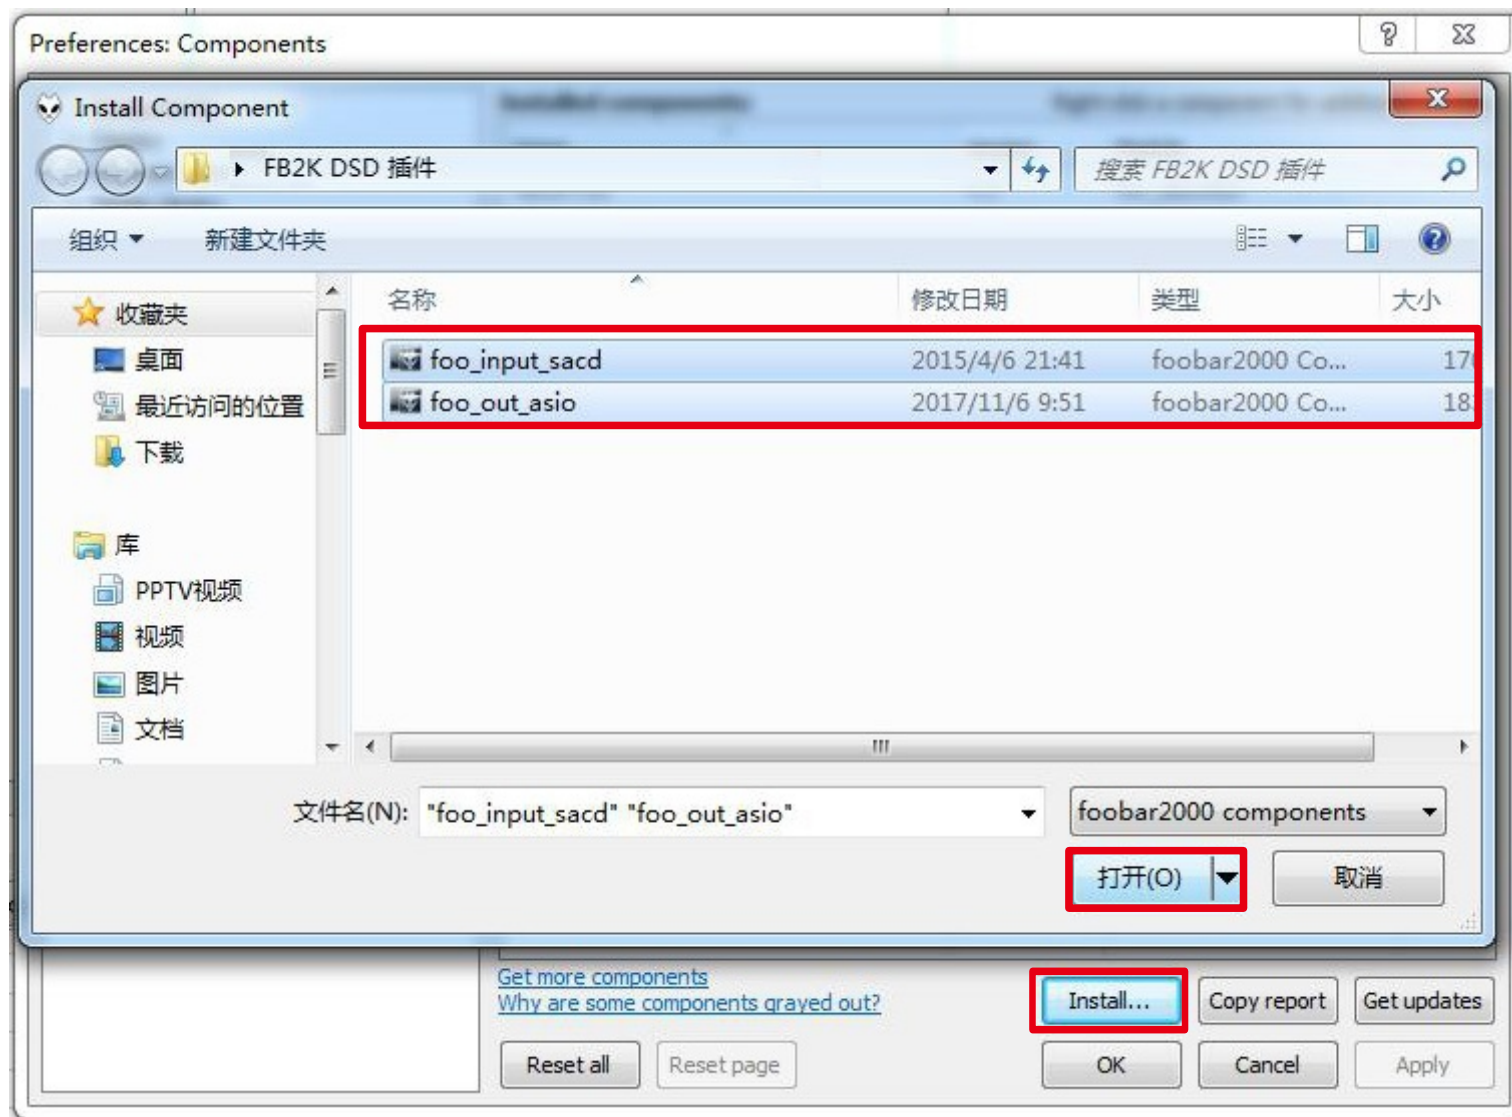 Preferences: Components
Install Component
FB2K DSD 插件
搜索 FB2K DSD 插件
组织
新建文件夹
名称
修改日期
类型
大小
收藏夹
foo_input_sacd
2015/4/6 21:41
foobar2000 Co...
桌面
foo_out_asio
2017/11/6 9:51
foobar2000 Co...
最近访问的位置
下载
库
PPTV视频
视频
图片
文档
文件名(N):
"foo_input_sacd" "foo_out_asio"
foobar2000 components
打开(O)
取消
Get more components
Why are some components grayed out?
Install...
Copy report
Get updates
Reset all
Reset page
OK
Cancel
Apply